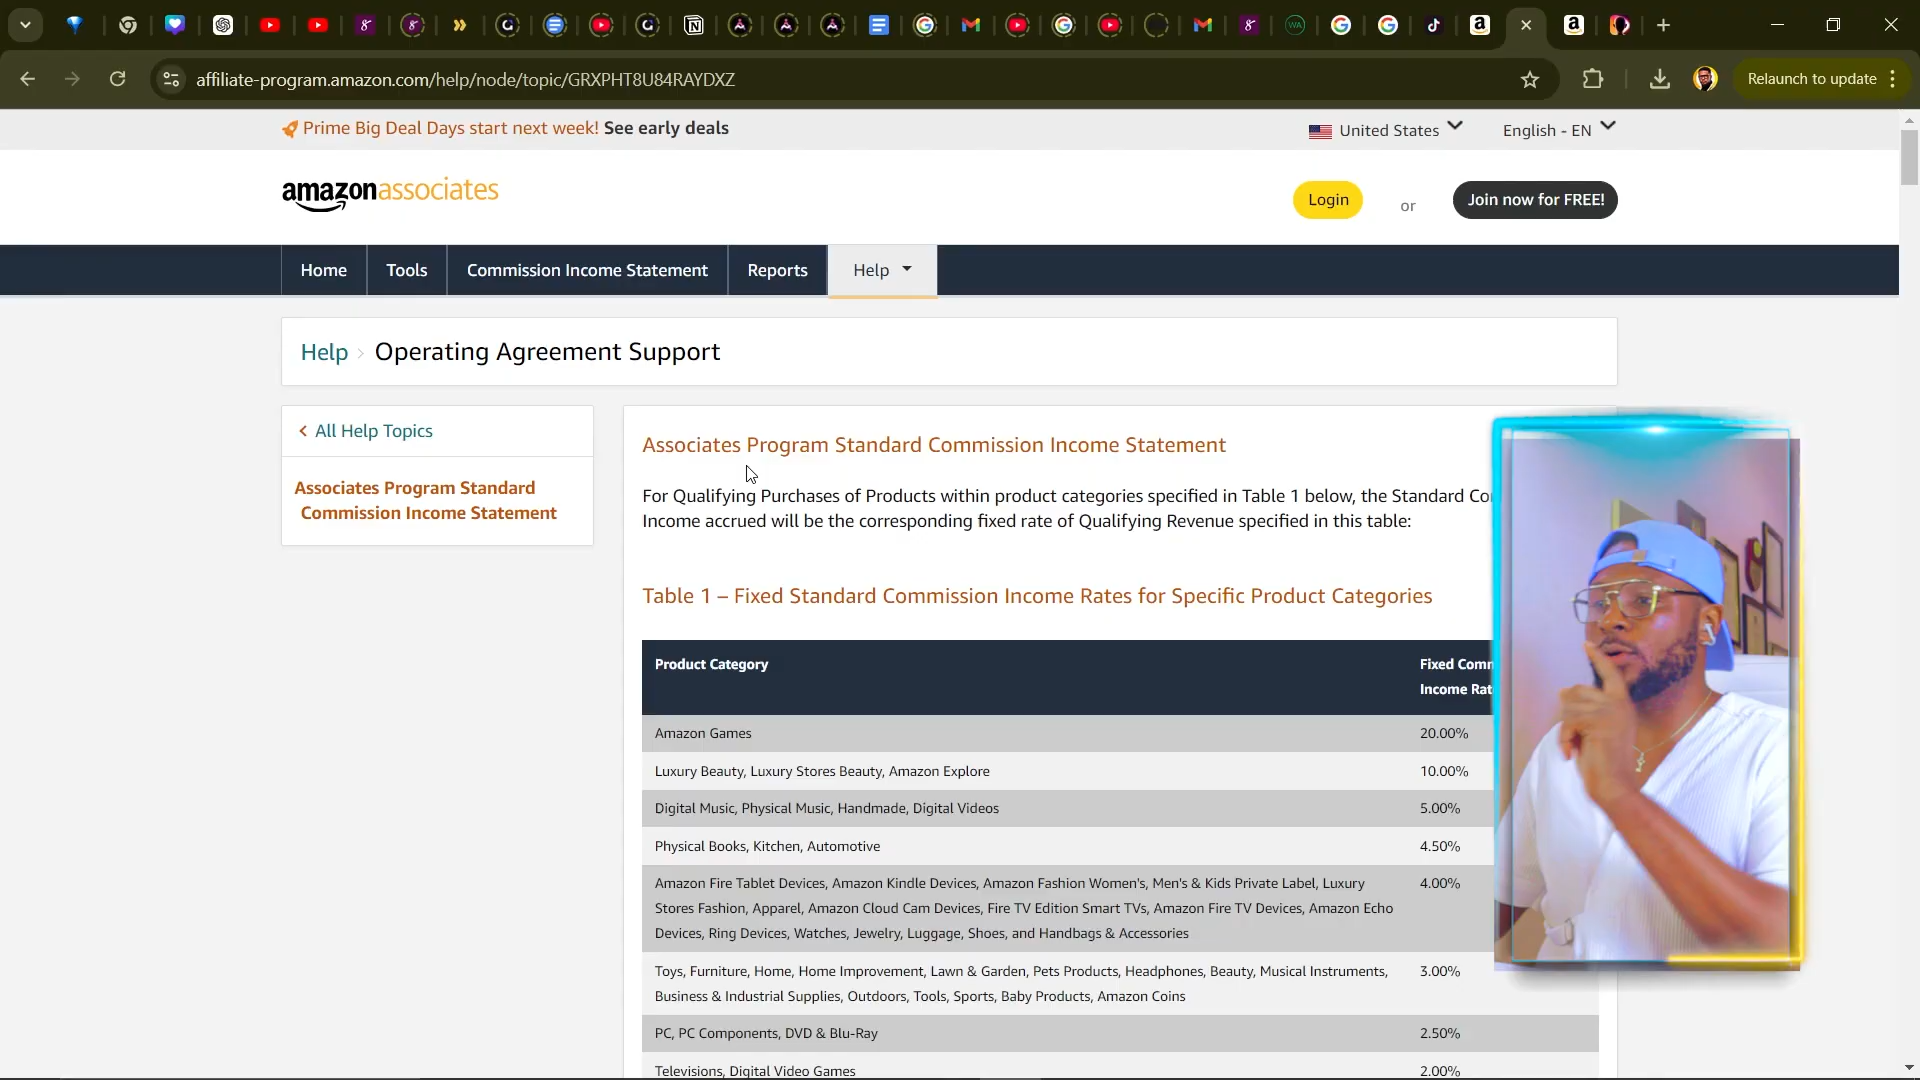 affiliate-program.amazon.com/help/node/topic/GRXPHT8U84RAYDXZ
Relaunch to update
Prime Big Deal Days start next week! See early deals
United States
English - EN
amazonassociates
Login
or
Join now for FREE!
Home
Tools
Commission Income Statement
Reports
Help
Help › Operating Agreement Support
All Help Topics
Associates Program Standard
Commission Income Statement
Associates Program Standard Commission Income Statement
For Qualifying Purchases of Products within product categories specified in Table 1 below, the Standard Co
Income accrued will be the corresponding fixed rate of Qualifying Revenue specified in this table:
Table 1 – Fixed Standard Commission Income Rates for Specific Product Categories
Product Category
Fixed Comm
Income Rat
Amazon Games
20.00%
Luxury Beauty, Luxury Stores Beauty, Amazon Explore
10.00%
Digital Music, Physical Music, Handmade, Digital Videos
5.00%
Physical Books, Kitchen, Automotive
4.50%
Amazon Fire Tablet Devices, Amazon Kindle Devices, Amazon Fashion Women's, Men's & Kids Private Label, Luxury
Stores Fashion, Apparel, Amazon Cloud Cam Devices, Fire TV Edition Smart TVs, Amazon Fire TV Devices, Amazon Echo
Devices, Ring Devices, Watches, Jewelry, Luggage, Shoes, and Handbags & Accessories
4.00%
Toys, Furniture, Home, Home Improvement, Lawn & Garden, Pets Products, Headphones, Beauty, Musical Instruments,
Business & Industrial Supplies, Outdoors, Tools, Sports, Baby Products, Amazon Coins
3.00%
PC, PC Components, DVD & Blu-Ray
2.50%
Televisions, Digital Video Games
2.00%